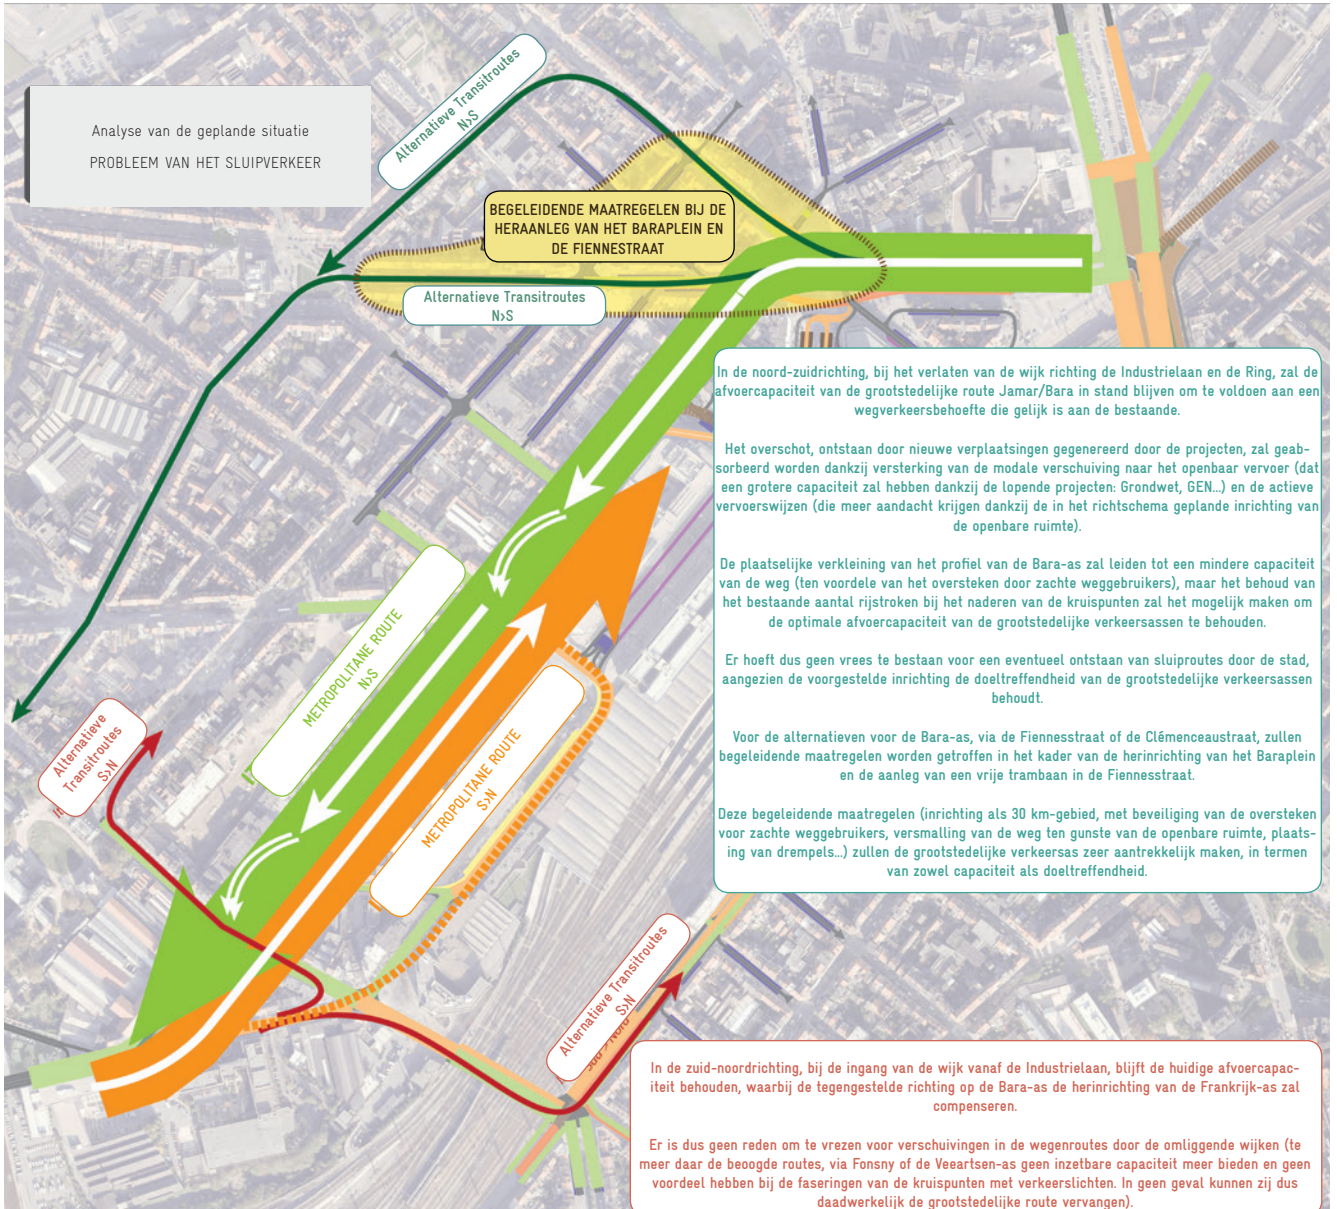 Analyse van de geplande situatie
PROBLEEM VAN HET SLUIPVERKEER
Alternatieve Transitroutes
N>S
BEGELEIDENDE MAATREGELEN BIJ DE
HERAANLEG VAN HET BARAPLEIN EN
DE FIENNESTRAAT
Alternatieve Transitroutes
N>S
In de noord-zuidrichting, bij het verlaten van de wijk richting de Industrielaan en de Ring, zal de
afvoercapaciteit van de grootstedelijke route Jamar/Bara in stand blijven om te voldoen aan een
wegverkeersbehoefte die gelijk is aan de bestaande.
Het overschot, ontstaan door nieuwe verplaatsingen gegenereerd door de projecten, zal geab-
sorbeerd worden dankzij versterking van de modale verschuiving naar het openbaar vervoer (dat
een grotere capaciteit zal hebben dankzij de lopende projecten: Grondwet, GEN...) en de actieve
vervoerswijzen (die meer aandacht krijgen dankzij de in het richtschema geplande inrichting van
de openbare ruimte).
De plaatselijke verkleining van het profiel van de Bara-as zal leiden tot een mindere capaciteit
van de weg (ten voordele van het oversteken door zachte weggebruikers), maar het behoud van
het bestaande aantal rijstroken bij het naderen van de kruispunten zal het mogelijk maken om
de optimale afvoercapaciteit van de grootstedelijke verkeersassen te behouden.
Er hoeft dus geen vrees te bestaan voor een eventueel ontstaan van sluiproutes door de stad,
aangezien de voorgestelde inrichting de doeltreffendheid van de grootstedelijke verkeersassen
behoudt.
Voor de alternatieven voor de Bara-as, via de Fiennesstraat of de Clémenceaustraat, zullen
begeleidende maatregelen worden getroffen in het kader van de herinrichting van het Baraplein
en de aanleg van een vrije trambaan in de Fiennesstraat.
Deze begeleidende maatregelen (inrichting als 30 km-gebied, met beveiliging van de oversteken
voor zachte weggebruikers, versmalling van de weg ten gunste van de openbare ruimte, plaats-
ing van drempels...) zullen de grootstedelijke verkeersas zeer aantrekkelijk maken, in termen
van zowel capaciteit als doeltreffendheid.
METROPOLITANE ROUTE
N>S
METROPOLITANE ROUTE
S>N
Alternatieve
Transitroutes
S>N
Alternatieve Transitroutes
S>N
In de zuid-noordrichting, bij de ingang van de wijk vanaf de Industrielaan, blijft de huidige afvoercapac-
iteit behouden, waarbij de tegengestelde richting op de Bara-as de herinrichting van de Frankrijk-as zal
compenseren.
Er is dus geen reden om te vrezen voor verschuivingen in de wegenroutes door de omliggende wijken (te
meer daar de beoogde routes, via Fonsny of de Veeartsen-as geen inzetbare capaciteit meer bieden en geen
voordeel hebben bij de faseringen van de kruispunten met verkeerslichten. In geen geval kunnen zij dus
daadwerkelijk de grootstedelijke route vervangen).